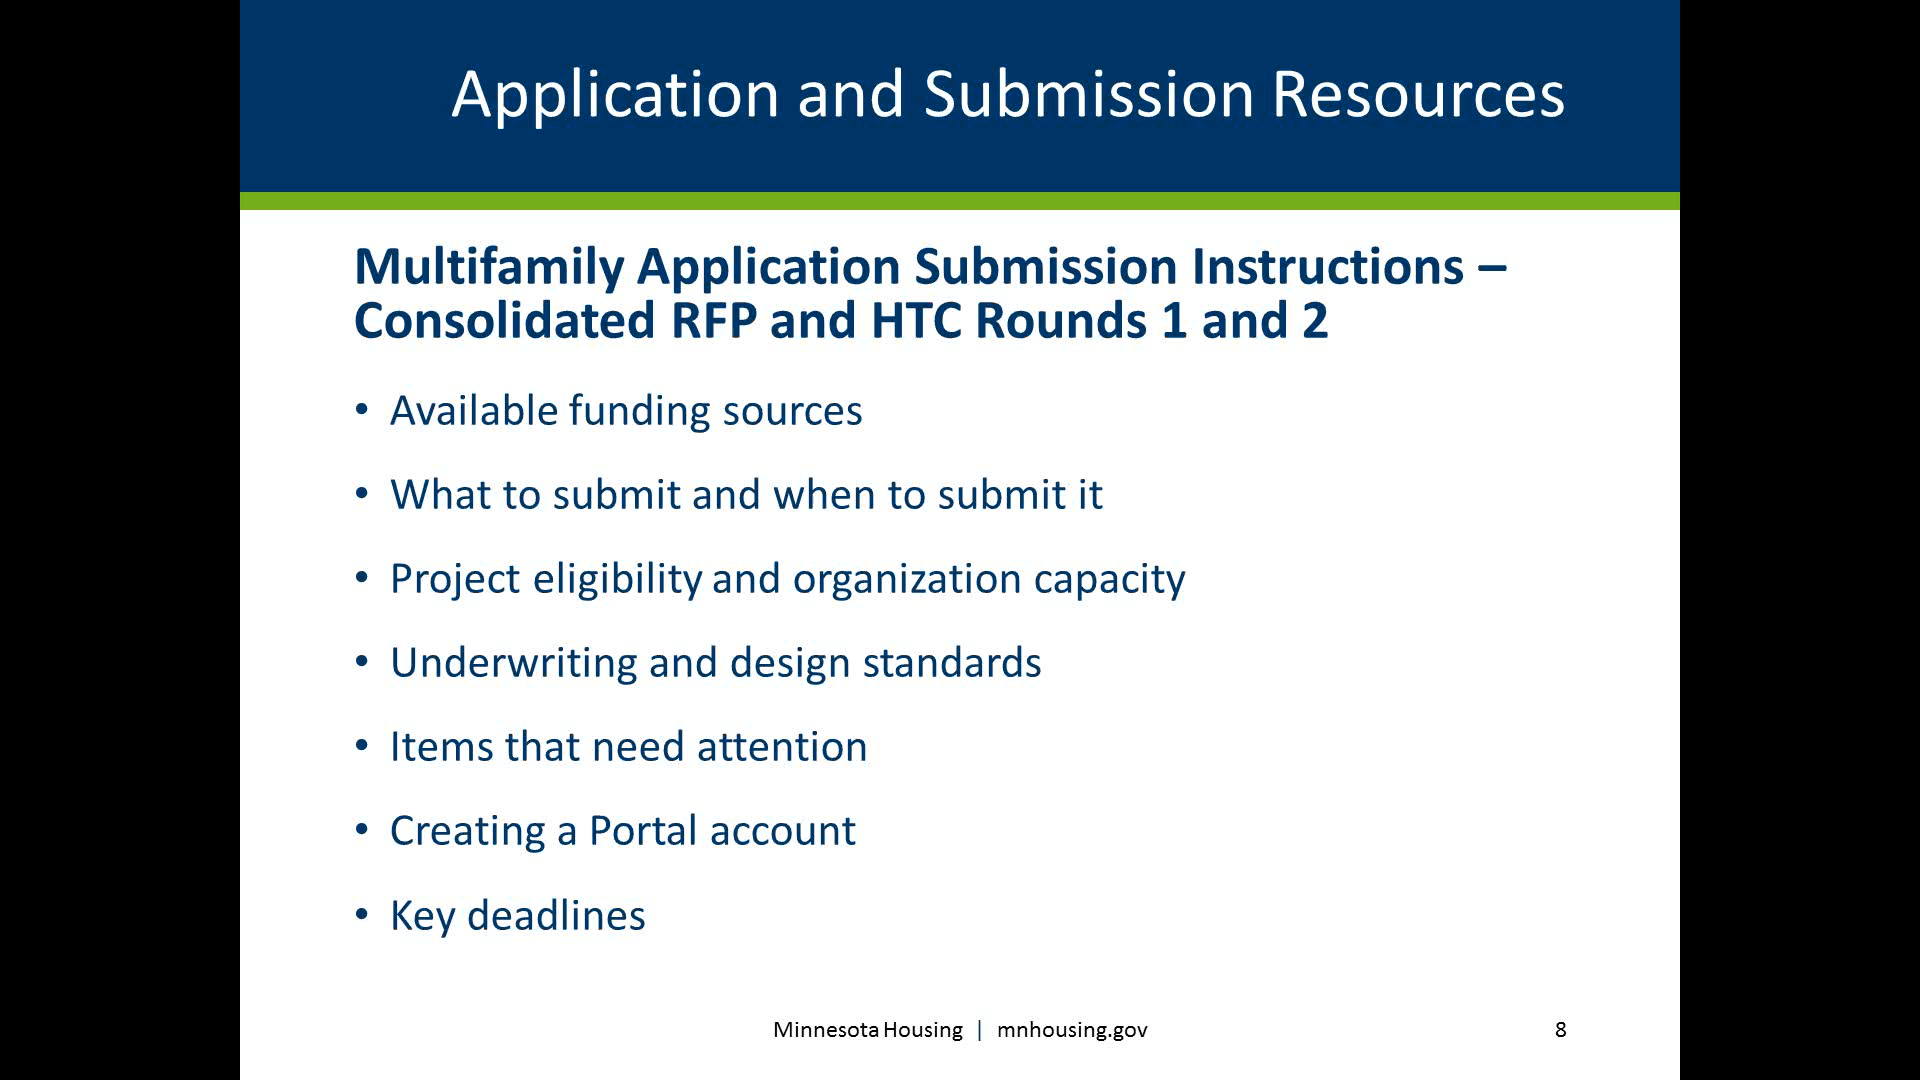 Application and Submission Resources
Multifamily Application Submission Instructions –
Consolidated RFP and HTC Rounds 1 and 2
• Available funding sources
• What to submit and when to submit it
• Project eligibility and organization capacity
• Underwriting and design standards
• Items that need attention
• Creating a Portal account
• Key deadlines
Minnesota Housing | mnhousing.gov
8